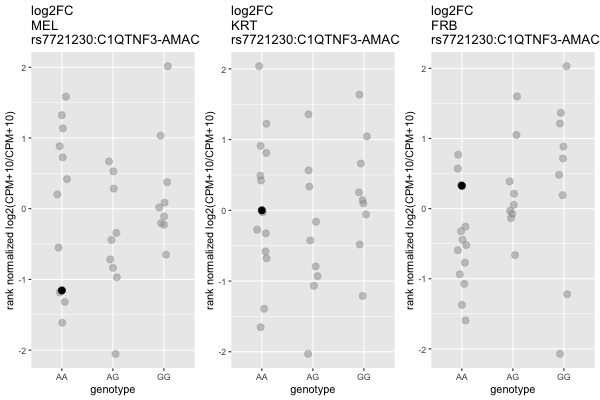 log2FC
MEL
rs7721230:C1QTNF3-AMAC
rank normalized log2(CPM+10/CPM+10)
2
1
0
-1
-2
AA
AG
GG
genotype
log2FC
KRT
rs7721230:C1QTNF3-AMAC
rank normalized log2(CPM+10/CPM+10)
2
1
0
-1
-2
AA
AG
GG
genotype
log2FC
FRB
rs7721230:C1QTNF3-AMAC
rank normalized log2(CPM+10/CPM+10)
2
1
0
-1
-2
AA
AG
GG
genotype